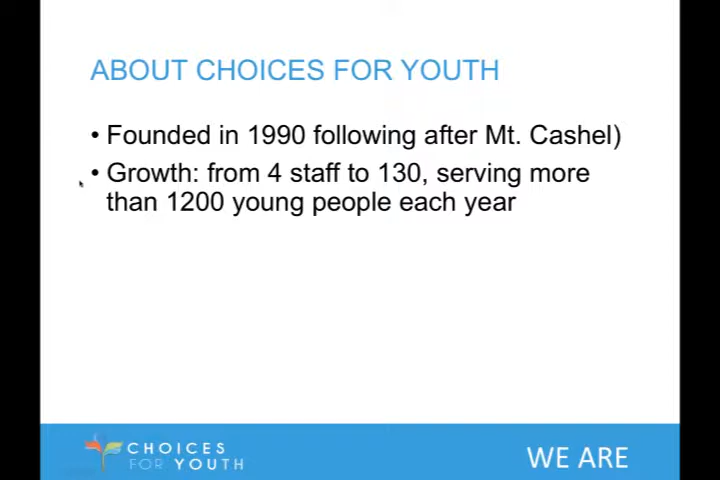 ABOUT CHOICES FOR YOUTH
• Founded in 1990 following after Mt. Cashel)
• Growth: from 4 staff to 130, serving more
than 1200 young people each year
CHOICES
FOR YOUTH
WE ARE